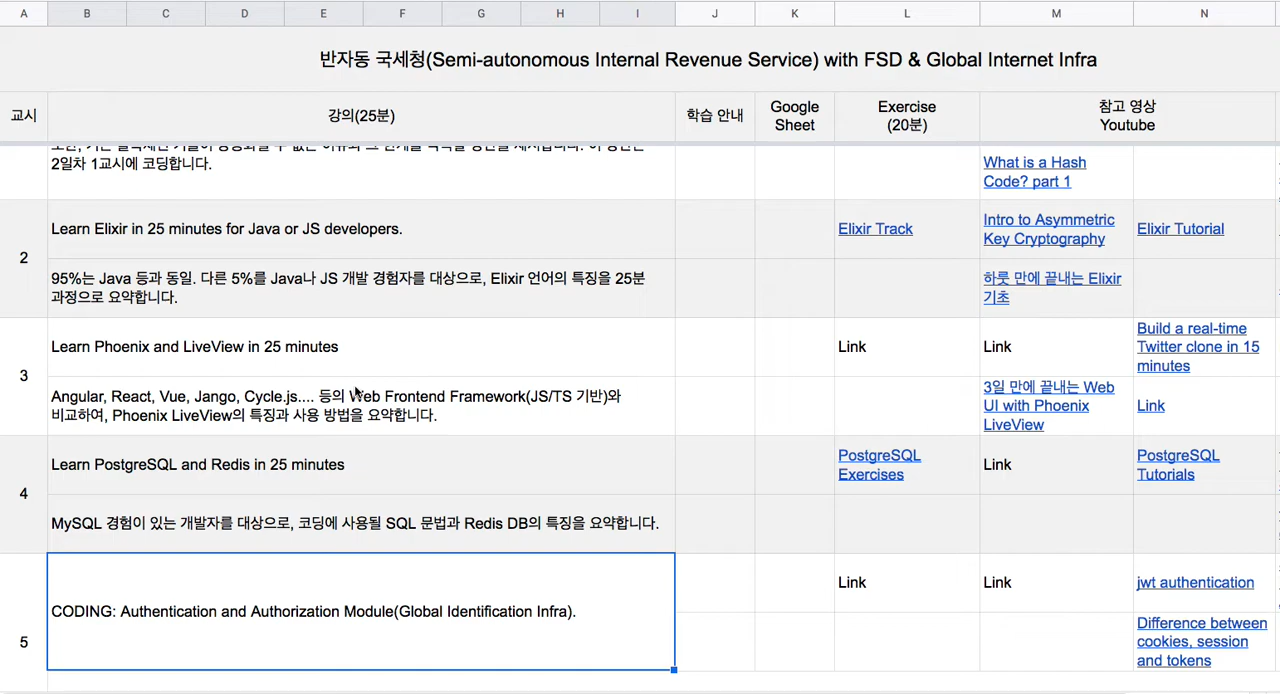 A B C D E F G H I J K L M N
반자동 국세청(Semi-autonomous Internal Revenue Service) with FSD & Global Internet Infra
교시 강의(25분) 학습 안내 Google Sheet Exercise (20분) 참고 영상 Youtube
2일차 1교시에 코딩합니다.
What is a Hash
Code? part 1
2
Learn Elixir in 25 minutes for Java or JS developers.
Elixir Track
Intro to Asymmetric
Key Cryptography
Elixir Tutorial
95%는 Java 등과 동일. 다른 5%를 Java나 JS 개발 경험자를 대상으로, Elixir 언어의 특징을 25분
과정으로 요약합니다.
하룻 만에 끝내는 Elixir
기초
3
Learn Phoenix and LiveView in 25 minutes
Link
Link
Build a real-time
Twitter clone in 15
minutes
Angular, React, Vue, Jango, Cycle.js.... 등의 Web Frontend Framework(JS/TS 기반)와
비교하여, Phoenix LiveView의 특징과 사용 방법을 요약합니다.
3일 만에 끝내는 Web
UI with Phoenix
LiveView
Link
4
Learn PostgreSQL and Redis in 25 minutes
PostgreSQL
Exercises
Link
PostgreSQL
Tutorials
MySQL 경험이 있는 개발자를 대상으로, 코딩에 사용될 SQL 문법과 Redis DB의 특징을 요약합니다.
5
CODING: Authentication and Authorization Module(Global Identification Infra).
Link
Link
jwt authentication
Difference between
cookies, session
and tokens